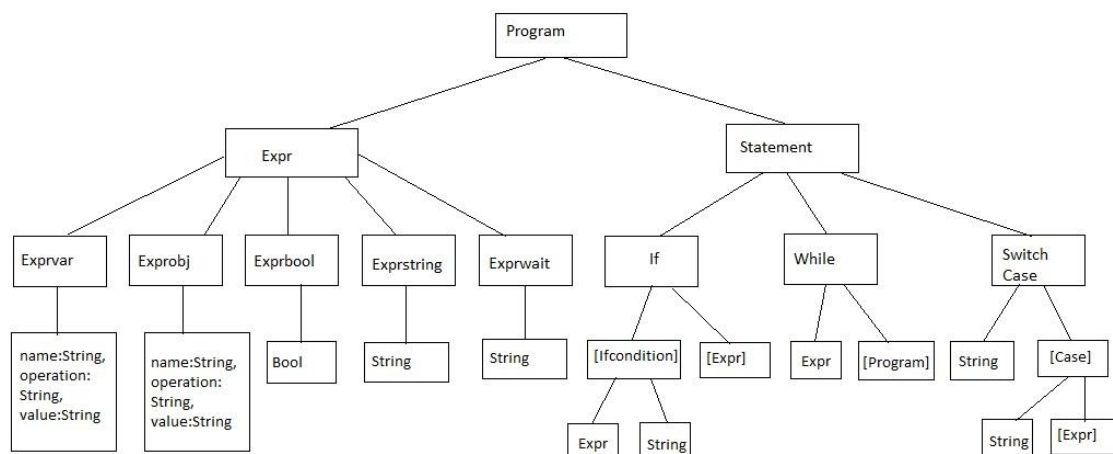 Program
Expr
Statement
Exprvar
Exprobj
Exprbool
Exprstring
Exprwait
If
While
Switch
Case
name:String,
operation:
String,
value:String
name:String,
operation:
String,
value:String
Bool
String
String
[Ifcondition]
[Expr]
Expr
[Program]
String
[Case]
Expr
String
String
[Expr]